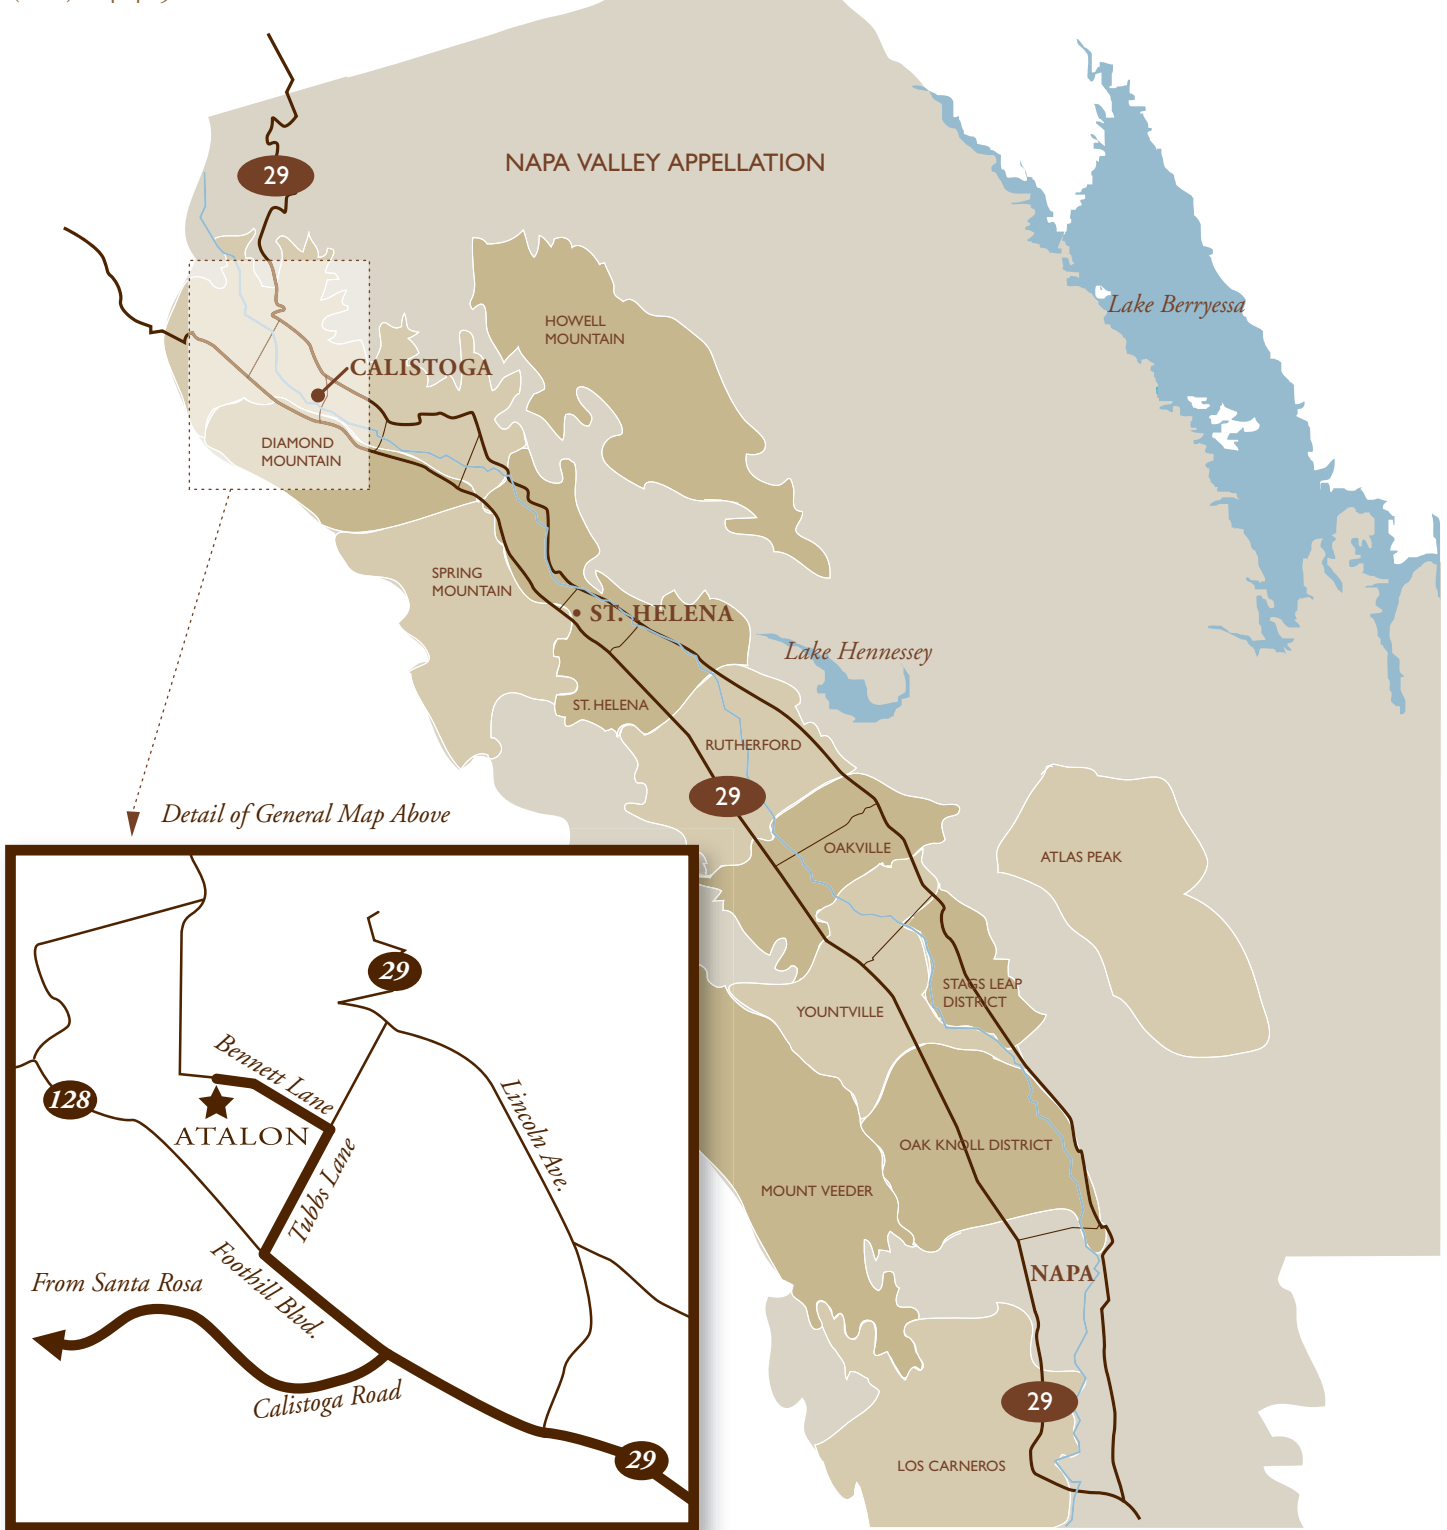 29
NAPA VALLEY APPELLATION
Lake Berryessa
HOWELL
MOUNTAIN
CALISTOGA
DIAMOND
MOUNTAIN
SPRING
MOUNTAIN
ST. HELENA
Lake Hennessey
ST. HELENA
RUTHERFORD
29
Detail of General Map Above
OAKVILLE
ATLAS PEAK
STAGS LEAP
DISTRICT
YOUNTVILLE
OAK KNOLL DISTRICT
MOUNT VEEDER
NAPA
29
LOS CARNEROS
29
Bennett Lane
128
ATALON
Lincoln Ave.
Tubbs Lane
Foothill Blvd.
From Santa Rosa
Calistoga Road
29